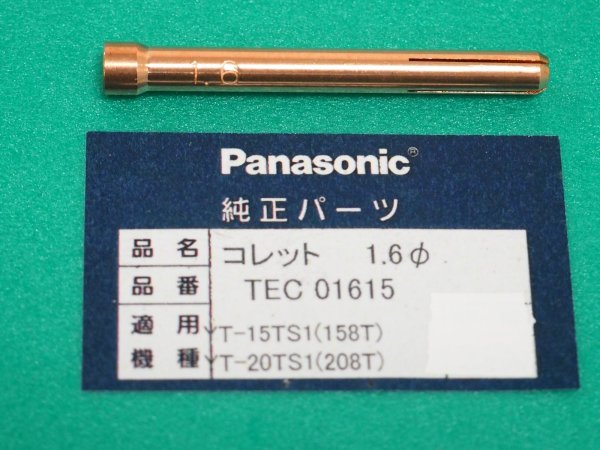 1.6
Panasonic®
純正パーツ
品名 コレット 1.6φ
品番 TEC 01615
適用 T-15TS1(158T)
機種 T-20TS1(208T)